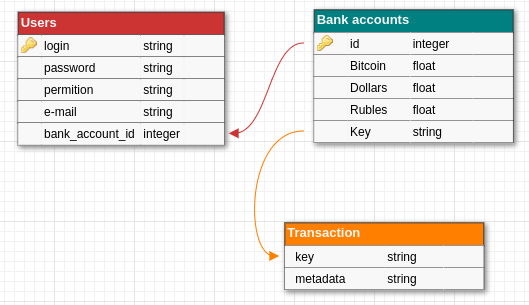 Users
login string
password string
permition string
e-mail string
bank_account_id integer
Bank accounts
id integer
Bitcoin float
Dollars float
Rubles float
Key string
Transaction
key string
metadata string